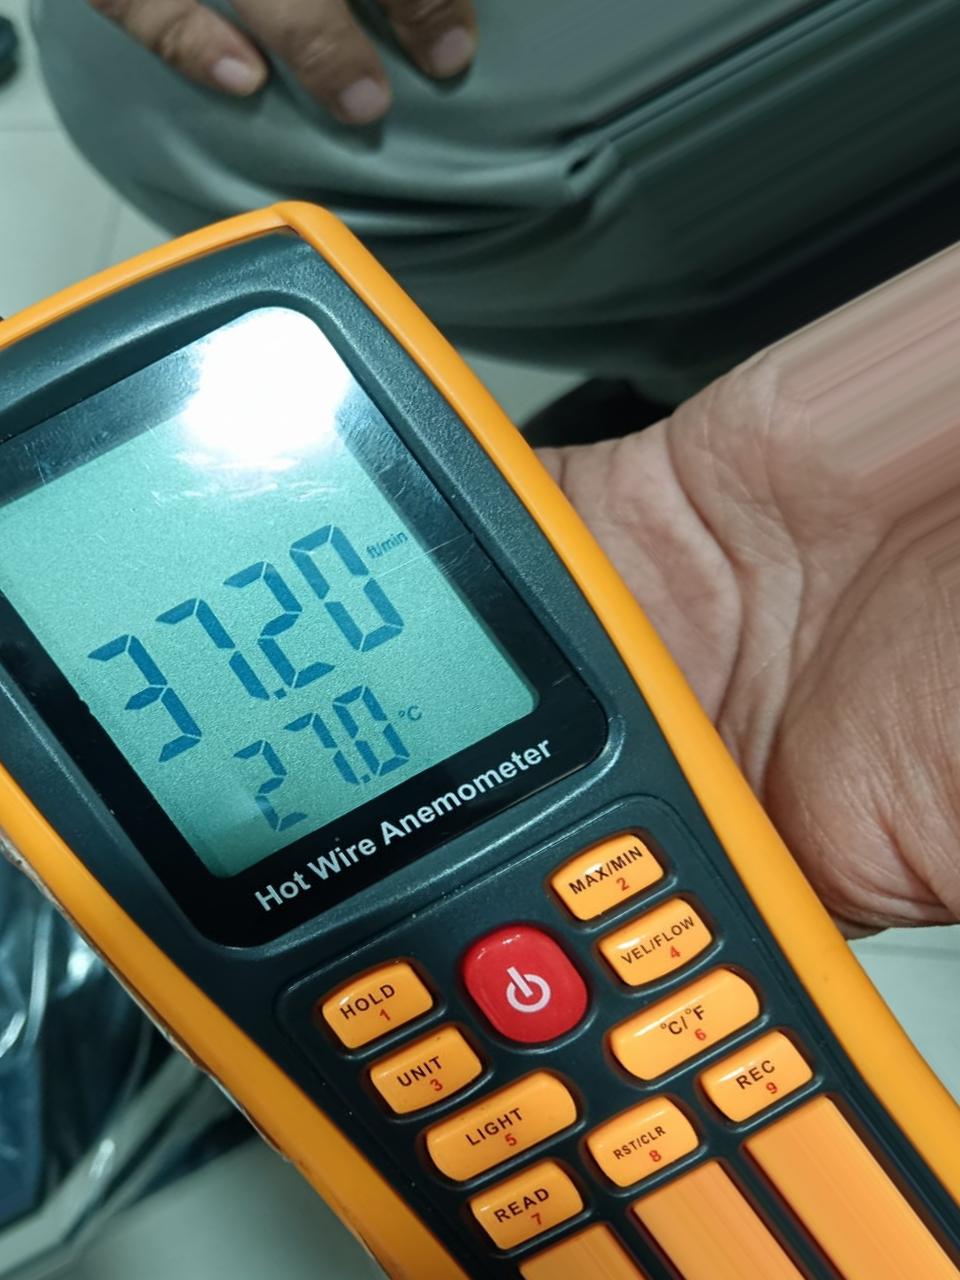 37.20 ft/min
27.0 °C
Hot Wire Anemometer
MAX/MIN
2
VEL/FLOW
4
HOLD
1
°C/°F
6
UNIT
3
REC
9
LIGHT
5
RST/CLR
8
READ
7